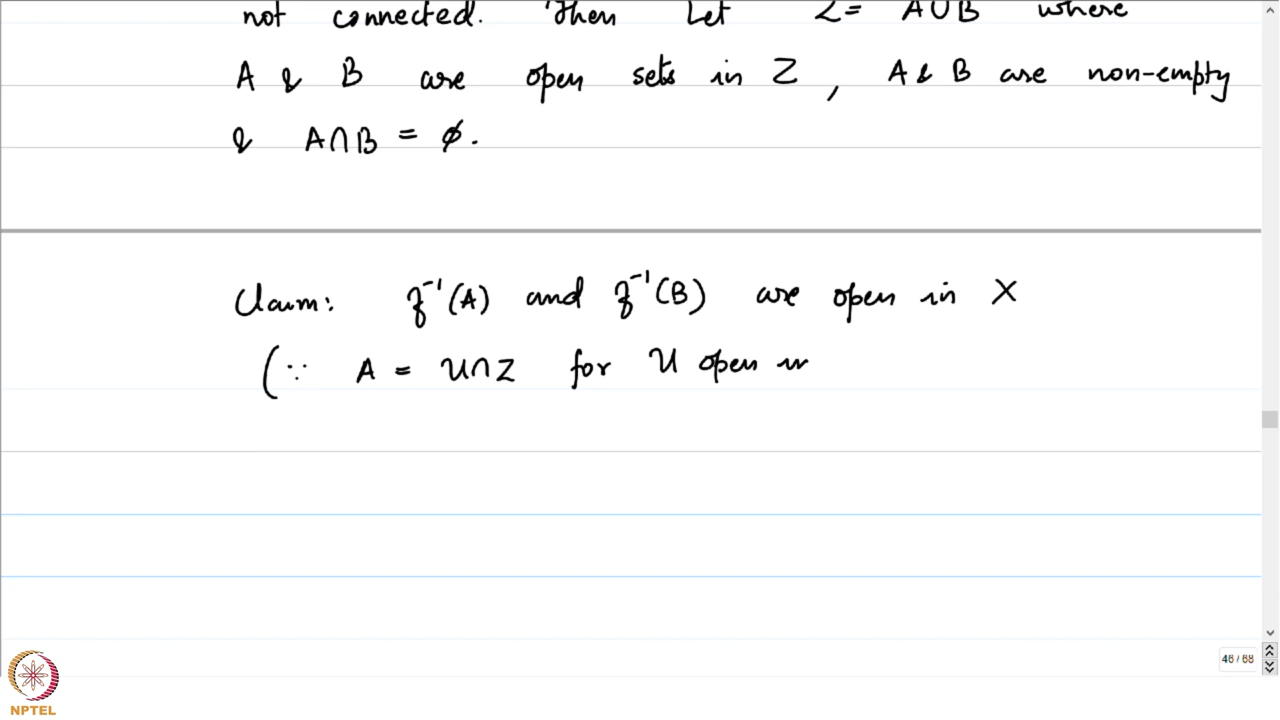 not connected. Then Let Z = A∪B where
A & B are open sets in Z, A & B are non-empty
& A∩B = ϕ.
Claim: f⁻¹(A) and f⁻¹(B) are open in X
(∵ A = U∩Z for U open in
46 / 68
NPTEL